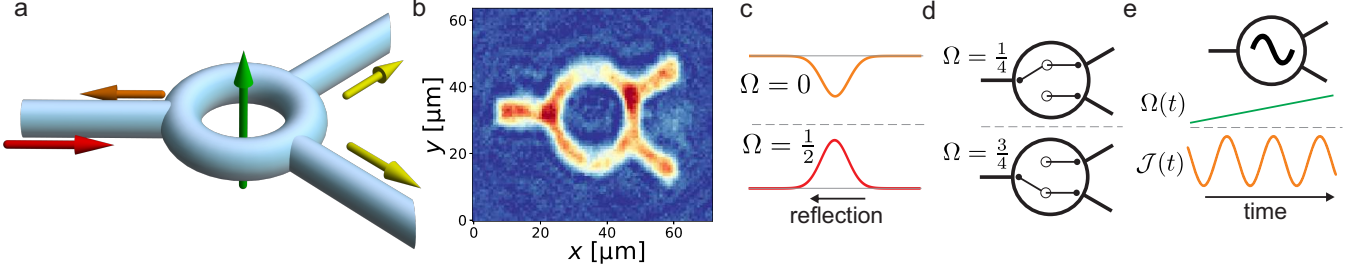 a
b
y [µm]
60
40
20
0
0
20
40
60
x [µm]
c
Ω = 0
Ω = 1/2
reflection
d
Ω = 1/4
Ω = 3/4
e
Ω(t)
𝒥(t)
time